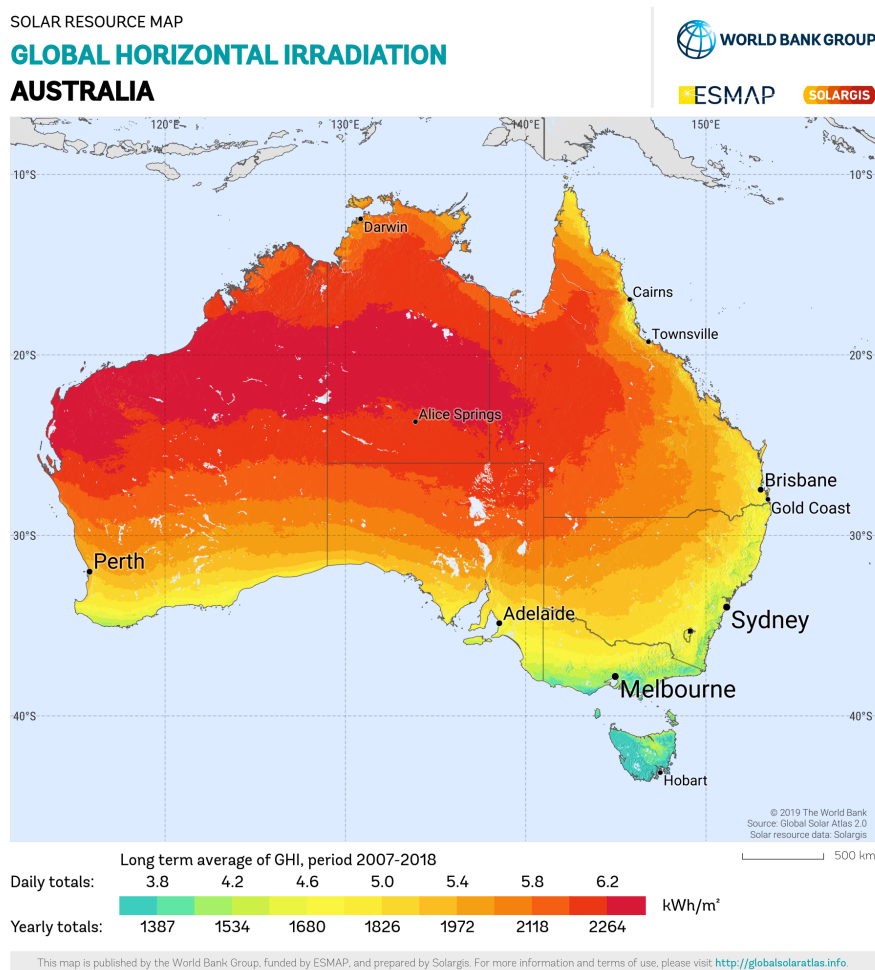 SOLAR RESOURCE MAP
GLOBAL HORIZONTAL IRRADIATION
AUSTRALIA
WORLD BANK GROUP
ESMAP
SOLARGIS
120°E
130°E
140°E
150°E
10°S
10°S
Darwin
Cairns
Townsville
20°S
20°S
Alice Springs
Brisbane
Gold Coast
30°S
30°S
Perth
Adelaide
Sydney
Melbourne
40°S
40°S
Hobart
© 2019 The World Bank
Source: Global Solar Atlas 2.0
Solar resource data: Solargis
Long term average of GHI, period 2007-2018
500 km
Daily totals: 3.8 4.2 4.6 5.0 5.4 5.8 6.2
kWh/m²
Yearly totals: 1387 1534 1680 1826 1972 2118 2264
This map is published by the World Bank Group, funded by ESMAP, and prepared by Solargis. For more information and terms of use, please visit http://globalsolaratlas.info.